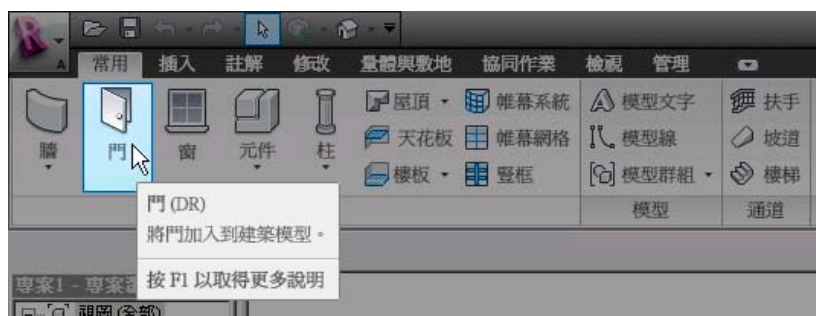 A
常用 插入 註解 修改 量體與敷地 協同作業 檢視 管理
牆 門 窗 元件 柱
屋頂 帷幕系統
天花板 帷幕網格
樓板 豎框
模型文字
模型線
模型群組
模型
扶手
坡道
樓梯
通道
門 (DR)
將門加入到建築模型。
按 F1 以取得更多說明
專案1 - 專案
視圖 (全部)